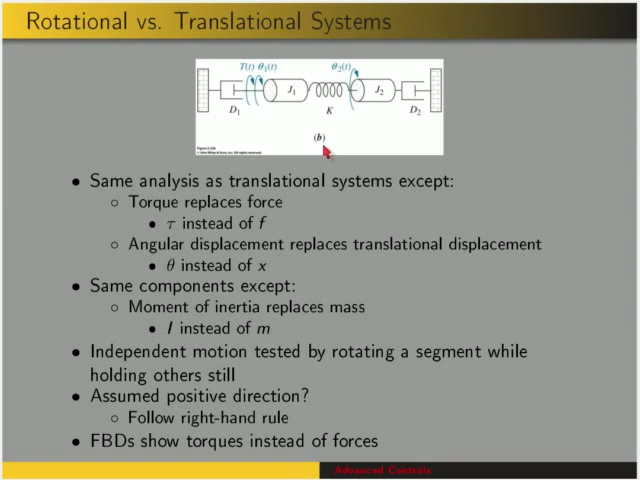 Rotational vs. Translational Systems
T(t) θ₁(t) θ₂(t)
J₁ J₂
D₁ K D₂
(b)
• Same analysis as translational systems except:
○ Torque replaces force
• τ instead of f
○ Angular displacement replaces translational displacement
• θ instead of x
• Same components except:
○ Moment of inertia replaces mass
• I instead of m
• Independent motion tested by rotating a segment while
holding others still
• Assumed positive direction?
○ Follow right-hand rule
• FBDs show torques instead of forces
Advanced Controls